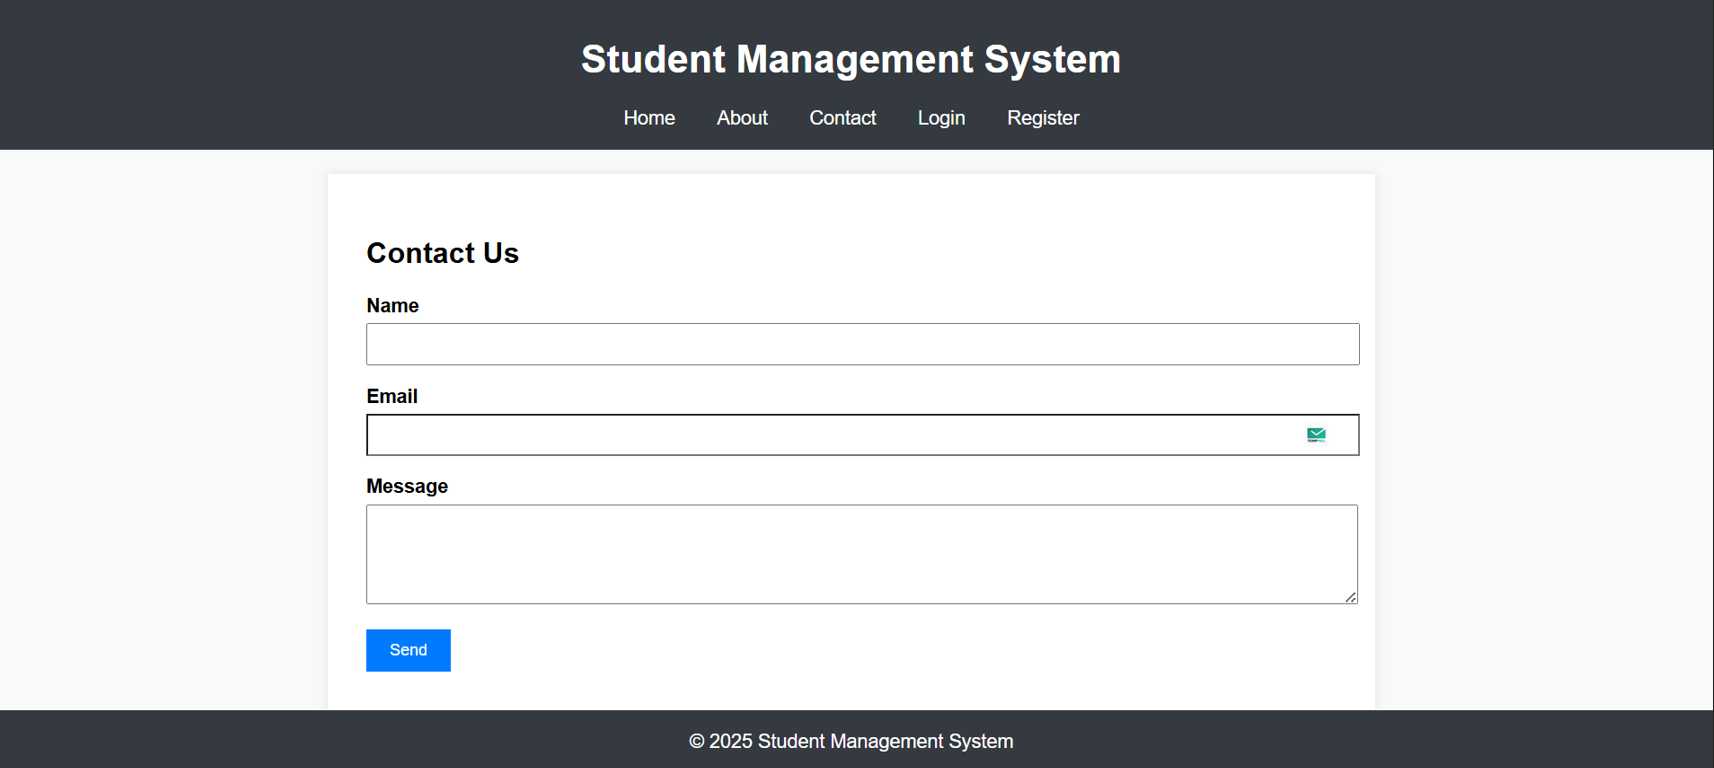 Student Management System
Home About Contact Login Register
Contact Us
Name
Email
Message
Send
© 2025 Student Management System